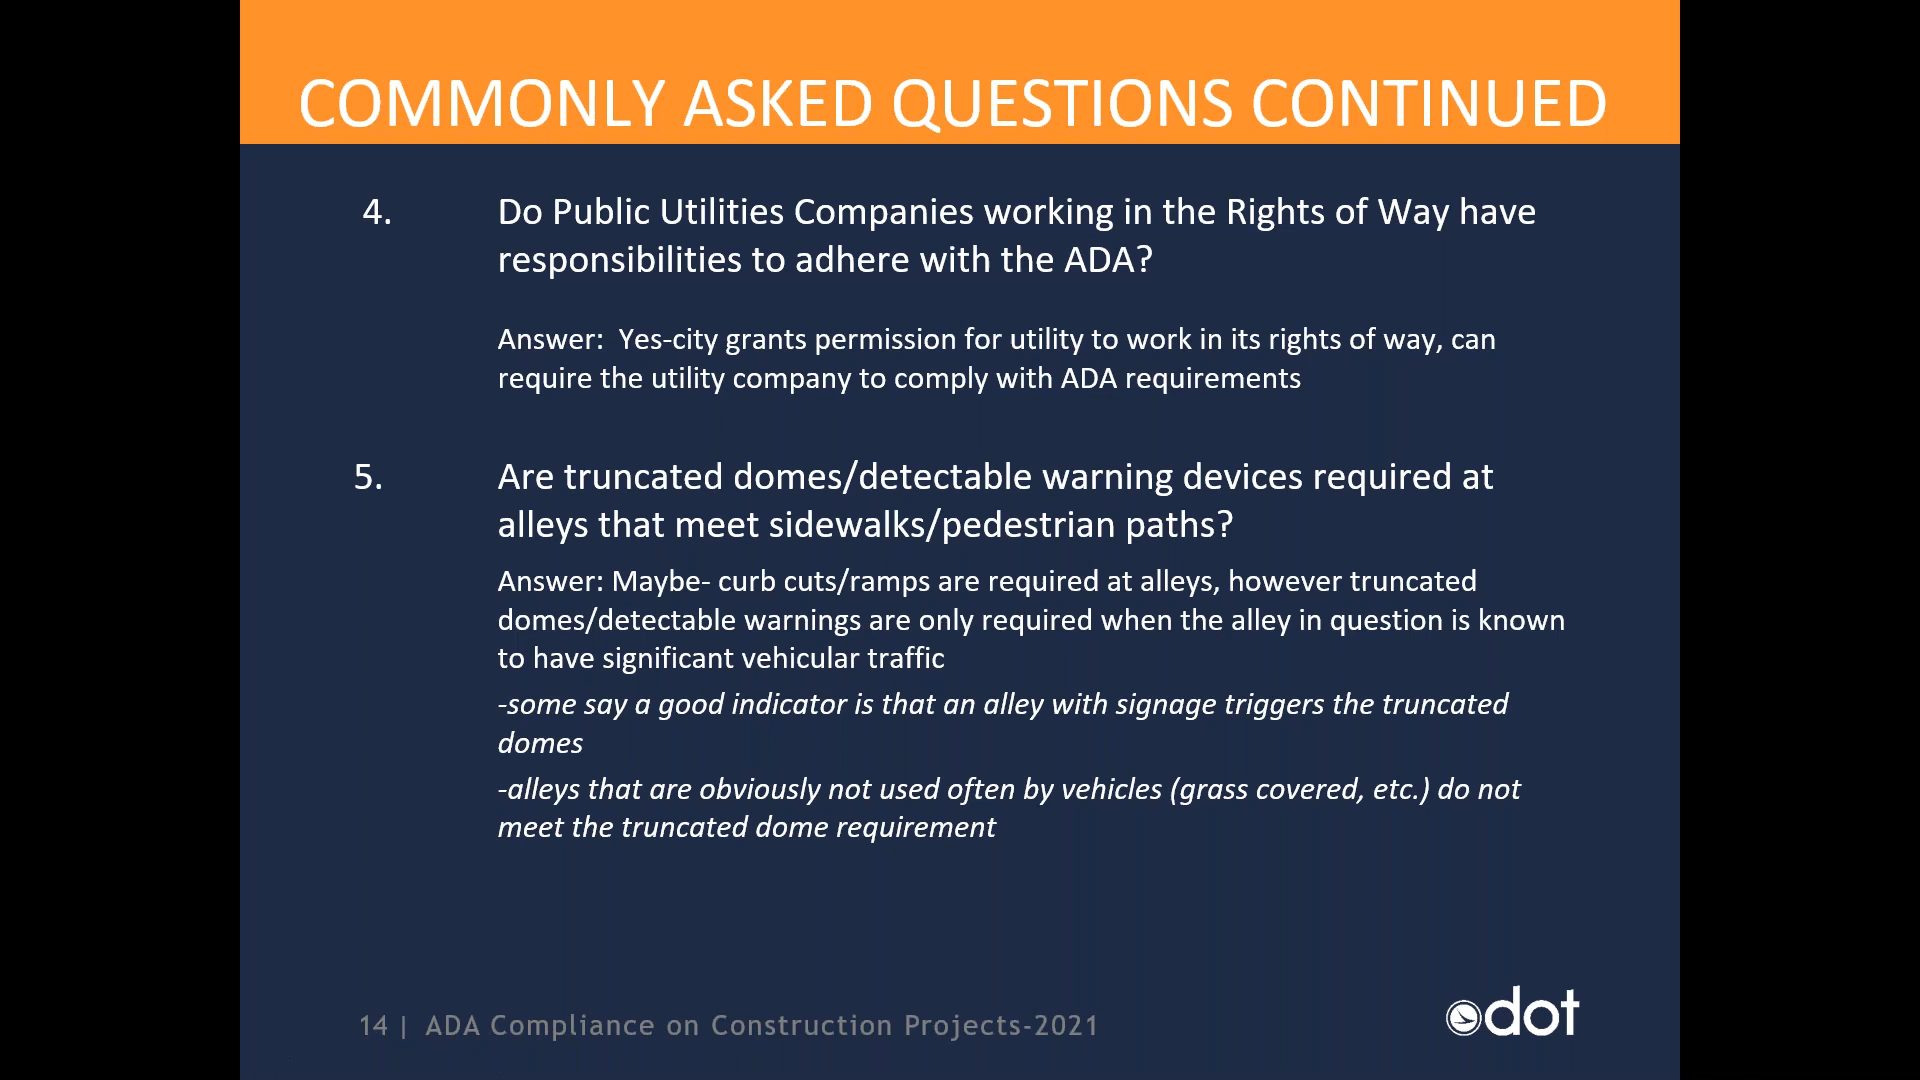 COMMONLY ASKED QUESTIONS CONTINUED
4. Do Public Utilities Companies working in the Rights of Way have
responsibilities to adhere with the ADA?
Answer: Yes-city grants permission for utility to work in its rights of way, can
require the utility company to comply with ADA requirements
5. Are truncated domes/detectable warning devices required at
alleys that meet sidewalks/pedestrian paths?
Answer: Maybe- curb cuts/ramps are required at alleys, however truncated
domes/detectable warnings are only required when the alley in question is known
to have significant vehicular traffic
-some say a good indicator is that an alley with signage triggers the truncated
domes
-alleys that are obviously not used often by vehicles (grass covered, etc.) do not
meet the truncated dome requirement
14 | ADA Compliance on Construction Projects-2021
odot